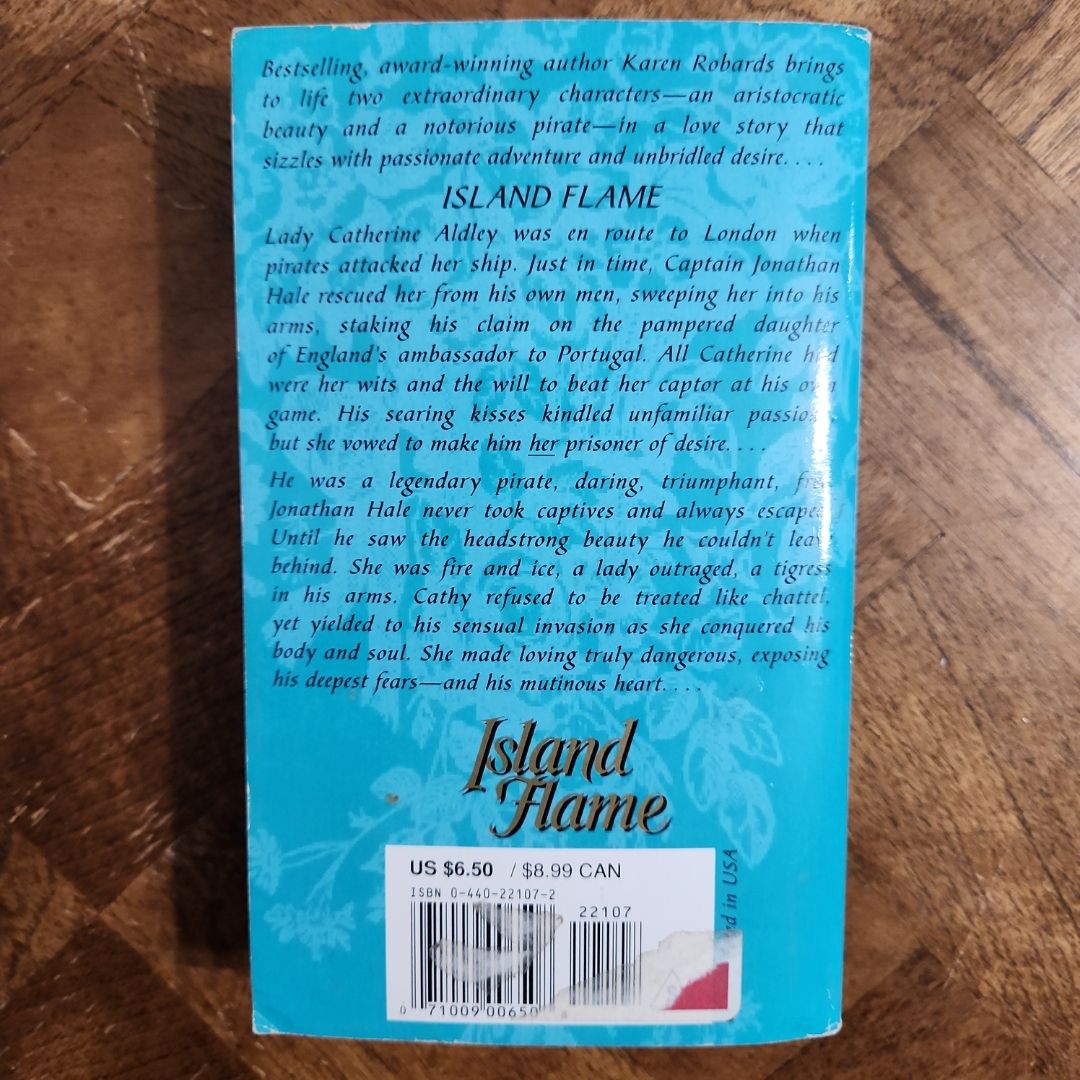 Bestselling, award-winning author Karen Robards brings
to life two extraordinary characters—an aristocratic
beauty and a notorious pirate—in a love story that
sizzles with passionate adventure and unbridled desire. . . .
ISLAND FLAME
Lady Catherine Aldley was en route to London when
pirates attacked her ship. Just in time, Captain Jonathan
Hale rescued her from his own men, sweeping her into his
arms, staking his claim on the pampered daughter
of England's ambassador to Portugal. All Catherine had
were her wits and the will to beat her captor at his own
game. His searing kisses kindled unfamiliar
but she vowed to make him her prisoner of desire. . . .
He was a legendary pirate, daring, triumphant,
Jonathan Hale never took captives and always
Until he saw the headstrong beauty he couldn't leave
behind. She was fire and ice, a lady outraged, a tigress
in his arms. Cathy refused to be treated like chattel,
yet yielded to his sensual invasion as she conquered his
body and soul. She made loving truly dangerous, exposing
his deepest fears—and his mutinous heart. . . .
Island
Flame
US $6.50 / $8.99 CAN
ISBN 0-440-22107-2
22107
0 71009 00650
in USA